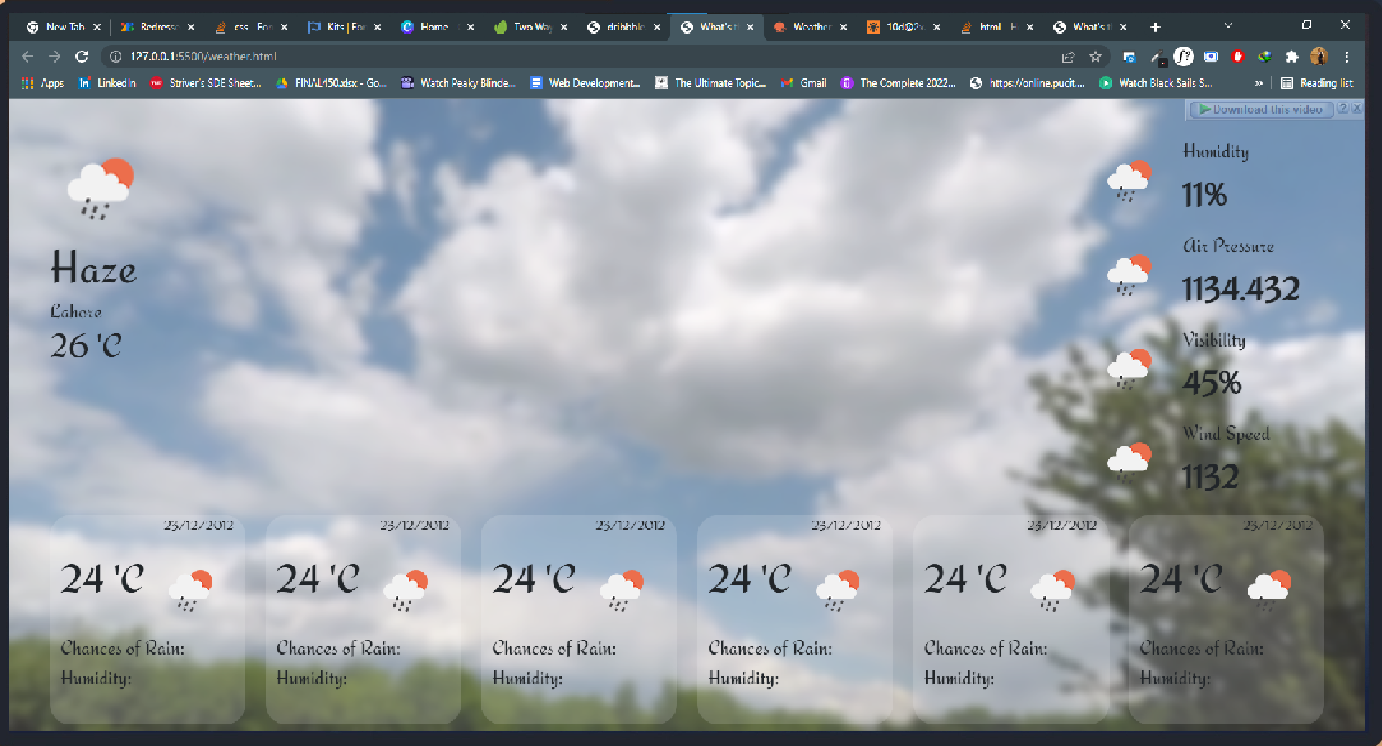 New Tab
Redress
css
Kits | Fo
Home
Two Way
dribbble
What's t
Weather
html
What's ti
127.0.0.1:5500/weather.html
Apps
LinkedIn
Striver's SDE Sheet...
FINAL450.xlsx - Go...
Watch Peaky Blinde...
Web Development...
The Ultimate Topic...
Gmail
The Complete 2022...
https://online.pucit....
Watch Black Sails S...
»
Reading list
Download this video
Humidity
11%
Air Pressure
1134.432
Visibility
45%
Wind Speed
1132
Haze
Lahore
26 'C
23/12/2012
24 'C
Chances of Rain:
Humidity:
23/12/2012
24 'C
Chances of Rain:
Humidity:
23/12/2012
24 'C
Chances of Rain:
Humidity:
23/12/2012
24 'C
Chances of Rain:
Humidity:
23/12/2012
24 'C
Chances of Rain:
Humidity:
23/12/2012
24 'C
Chances of Rain:
Humidity: